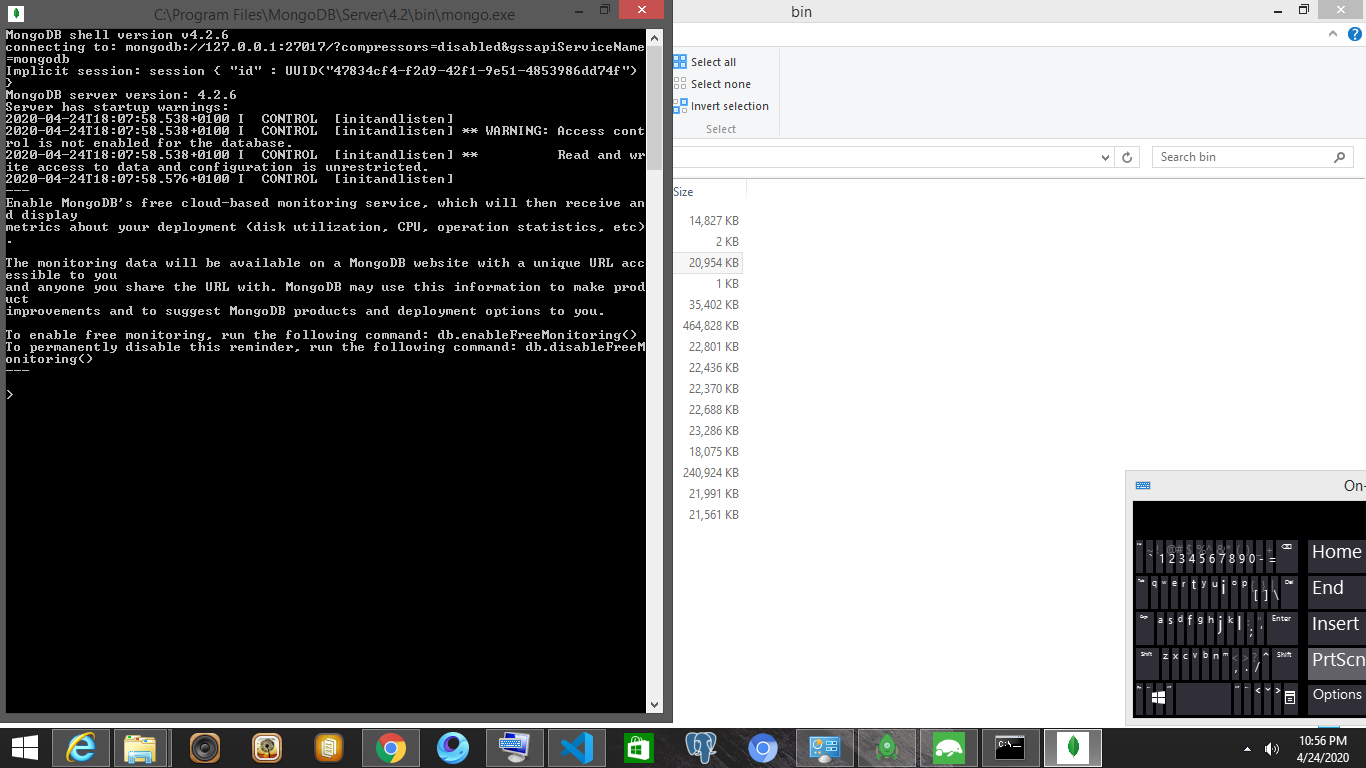 C:\Program Files\MongoDB\Server\4.2\bin\mongo.exe
MongoDB shell version v4.2.6
connecting to: mongodb://127.0.0.1:27017/?compressors=disabled&gssapiServiceName
=mongodb
Implicit session: session { "id" : UUID("47834cf4-f2d9-42f1-9e51-4853986dd74f")
}
MongoDB server version: 4.2.6
Server has startup warnings:
2020-04-24T18:07:58.538+0100 I  CONTROL  [initandlisten]
2020-04-24T18:07:58.538+0100 I  CONTROL  [initandlisten] ** WARNING: Access cont
rol is not enabled for the database.
2020-04-24T18:07:58.538+0100 I  CONTROL  [initandlisten] **          Read and wr
ite access to data and configuration is unrestricted.
2020-04-24T18:07:58.576+0100 I  CONTROL  [initandlisten]
---
Enable MongoDB's free cloud-based monitoring service, which will then receive an
d display
metrics about your deployment (disk utilization, CPU, operation statistics, etc)
.
The monitoring data will be available on a MongoDB website with a unique URL acc
essible to you
and anyone you share the URL with. MongoDB may use this information to make prod
uct
improvements and to suggest MongoDB products and deployment options to you.
To enable free monitoring, run the following command: db.enableFreeMonitoring()
To permanently disable this reminder, run the following command: db.disableFreeM
onitoring()
---
>
bin
Select all
Select none
Invert selection
Select
Search bin
Size
14,827 KB
2 KB
20,954 KB
1 KB
35,402 KB
464,828 KB
22,801 KB
22,436 KB
22,370 KB
22,688 KB
23,286 KB
18,075 KB
240,924 KB
21,991 KB
21,561 KB
On-
` 1 2 3 4 5 6 7 8 9 0 - =
Home
q w e r t y u i o p [ ] \ Del
End
a s d f g h j k l ; ' Enter
Insert
Shift z x c v b n m , . / ^ Shift
PrtScn
Options
10:56 PM
4/24/2020